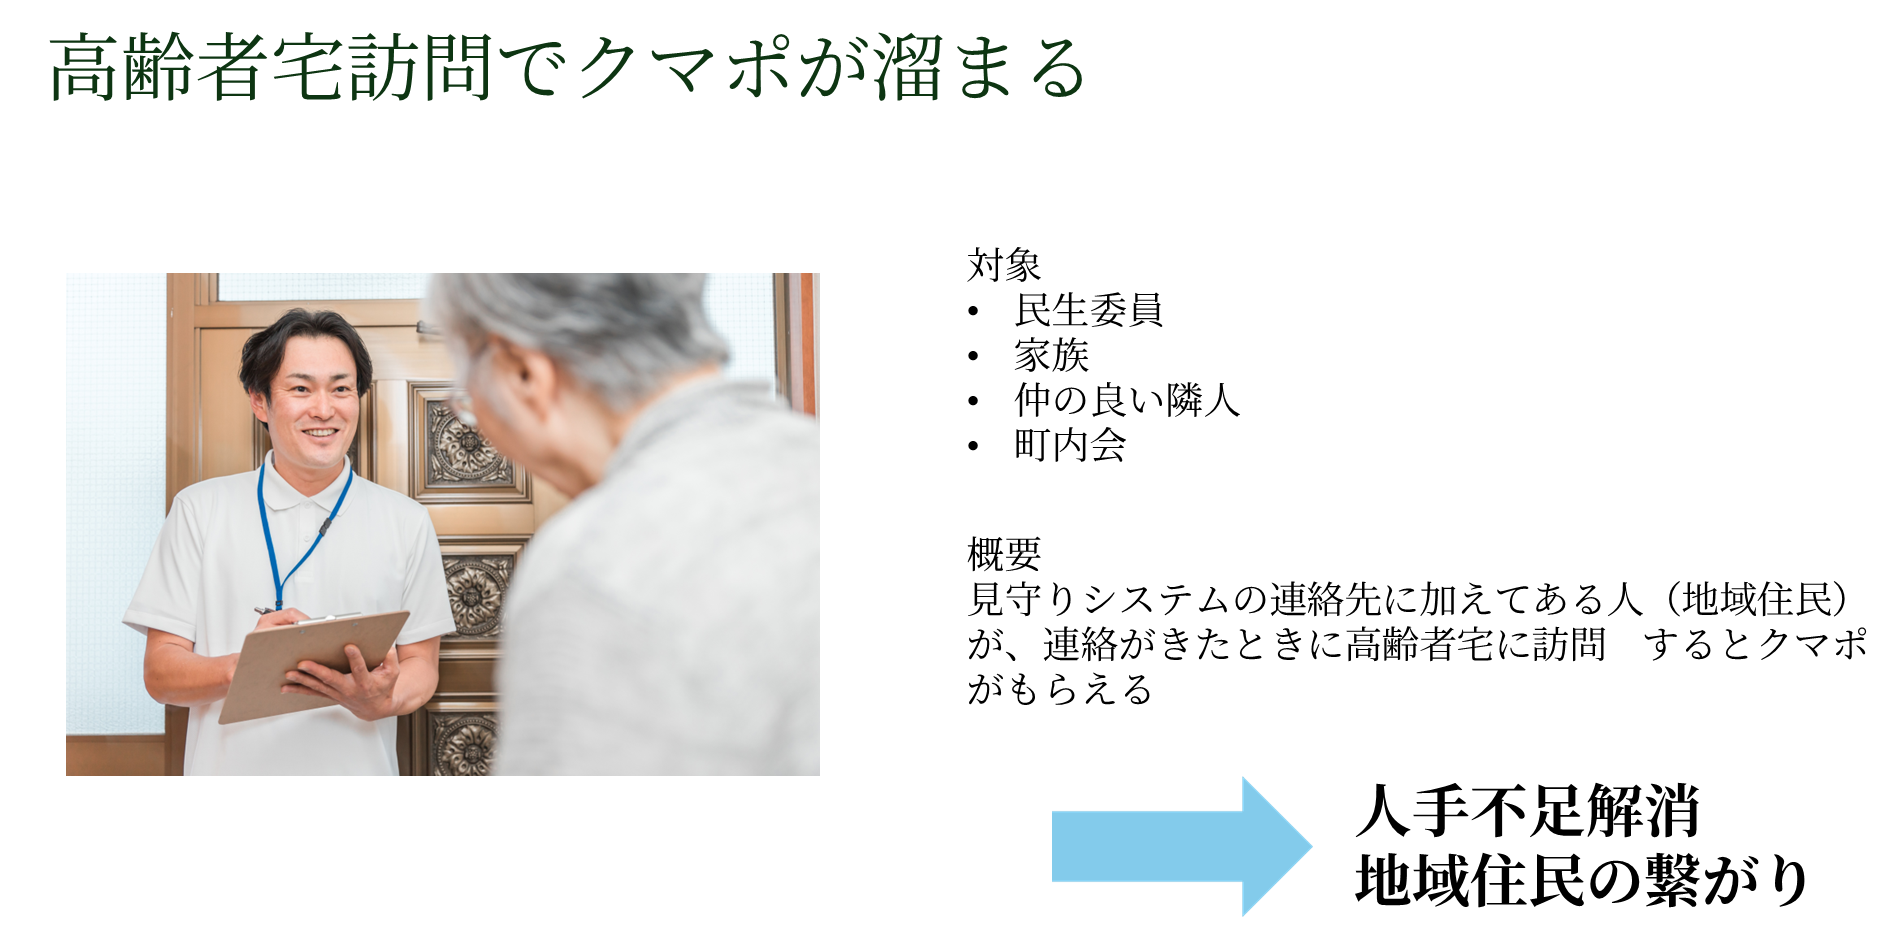 高齢者宅訪問でクマポが溜まる
対象
• 民生委員
• 家族
• 仲の良い隣人
• 町内会
概要
見守りシステムの連絡先に加えてある人（地域住民）
が、連絡がきたときに高齢者宅に訪問　するとクマポ
がもらえる
人手不足解消
地域住民の繋がり